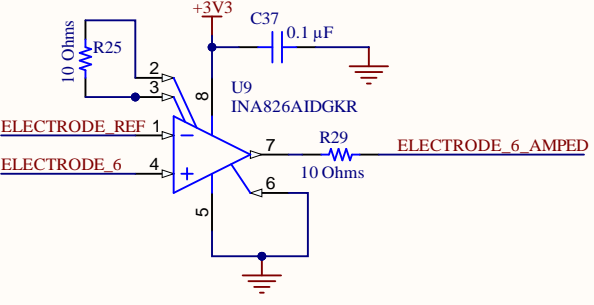 +3V3
C37
0.1 µF
10 Ohms
R25
2
3
8
U9
INA826AIDGKR
ELECTRODE_REF
1
ELECTRODE_6
4
7
R29
10 Ohms
ELECTRODE_6_AMPED
6
5